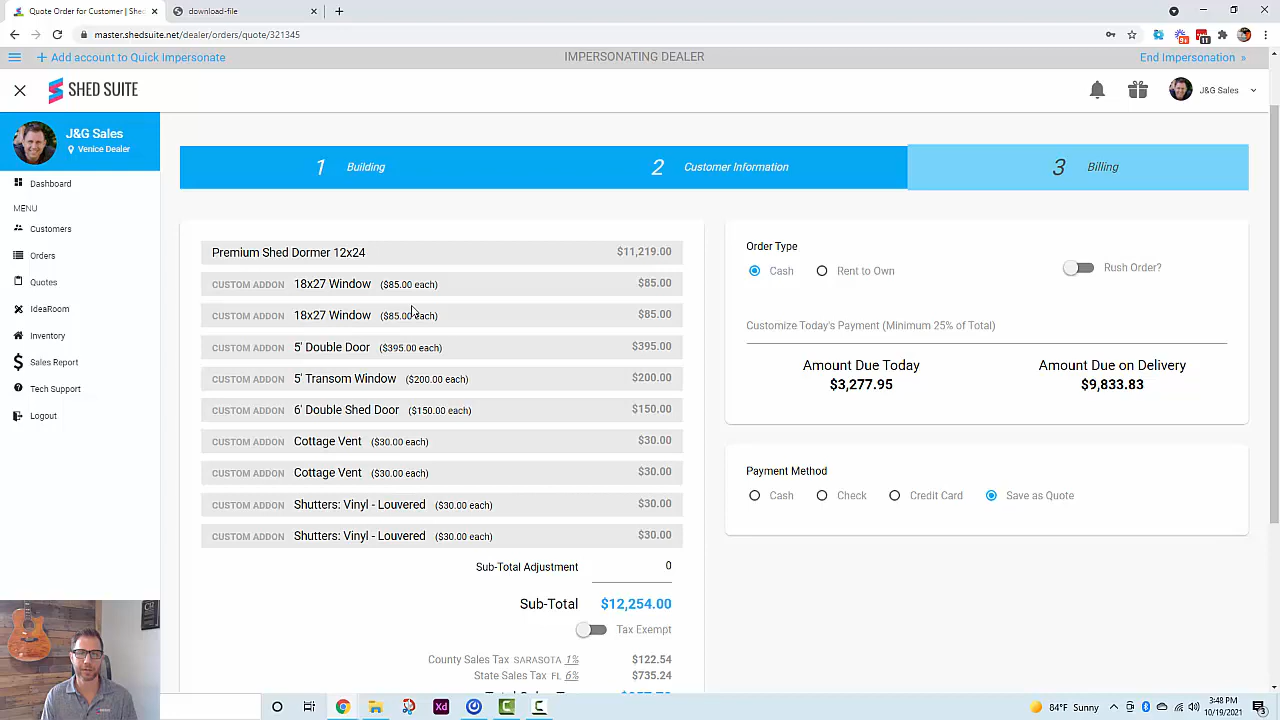 Quote Order for Customer | Shed
download-file
master.shedsuite.net/dealer/orders/quote/321345
+ Add account to Quick Impersonate
IMPERSONATING DEALER
End Impersonation »
SHED SUITE
J&G Sales
J&G Sales
Venice Dealer
Dashboard
MENU
Customers
Orders
Quotes
IdeaRoom
Inventory
Sales Report
Tech Support
Logout
1 Building
2 Customer Information
3 Billing
Premium Shed Dormer 12x24 $11,219.00
CUSTOM ADDON 18x27 Window ($85.00 each) $85.00
CUSTOM ADDON 18x27 Window ($85.00 each) $85.00
CUSTOM ADDON 5' Double Door ($395.00 each) $395.00
CUSTOM ADDON 5' Transom Window ($200.00 each) $200.00
CUSTOM ADDON 6' Double Shed Door ($150.00 each) $150.00
CUSTOM ADDON Cottage Vent ($30.00 each) $30.00
CUSTOM ADDON Cottage Vent ($30.00 each) $30.00
CUSTOM ADDON Shutters: Vinyl - Louvered ($30.00 each) $30.00
CUSTOM ADDON Shutters: Vinyl - Louvered ($30.00 each) $30.00
Sub-Total Adjustment 0
Sub-Total $12,254.00
Tax Exempt
County Sales Tax SARASOTA 1% $122.54
State Sales Tax FL 6% $735.24
Order Type
Cash
Rent to Own
Rush Order?
Customize Today's Payment (Minimum 25% of Total)
Amount Due Today
$3,277.95
Amount Due on Delivery
$9,833.83
Payment Method
Cash
Check
Credit Card
Save as Quote
84°F Sunny
3:48 PM
10/19/2021